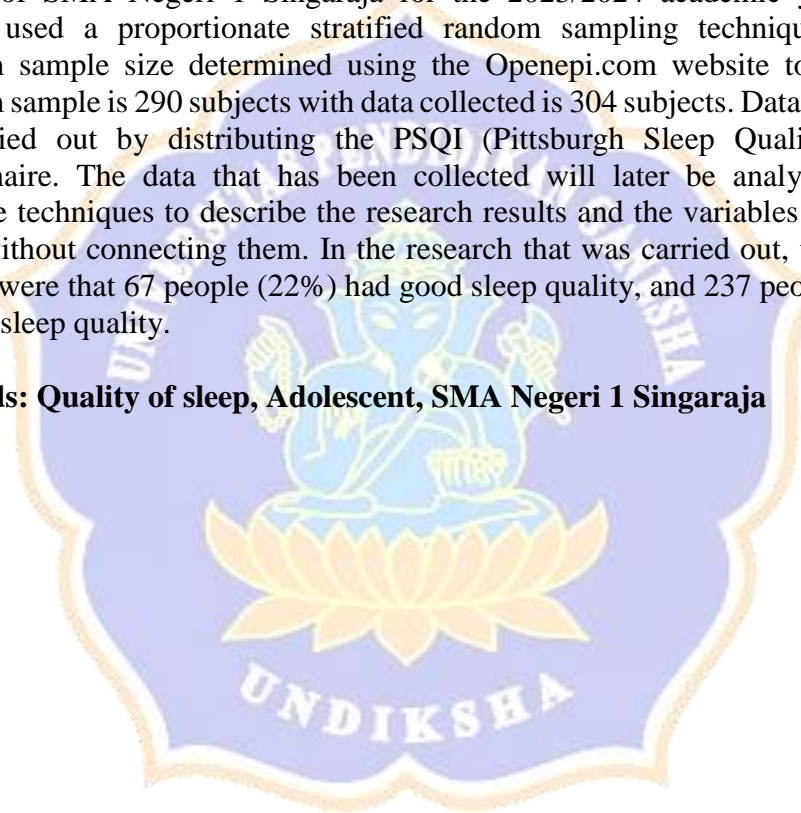 of SMA Negeri 1 Singaraja for the 2023/2024 academic y
used a proportionate stratified random sampling techniqu
n sample size determined using the Openepi.com website to
n sample is 290 subjects with data collected is 304 subjects. Data
ied out by distributing the PSQI (Pittsburgh Sleep Quali
naire. The data that has been collected will later be analy
e techniques to describe the research results and the variables
without connecting them. In the research that was carried out,
were that 67 people (22%) had good sleep quality, and 237 peo
sleep quality.
ds: Quality of sleep, Adolescent, SMA Negeri 1 Singaraja
UNIVERSITAS PENDIDIKAN GANESHA
UNDIKSHA